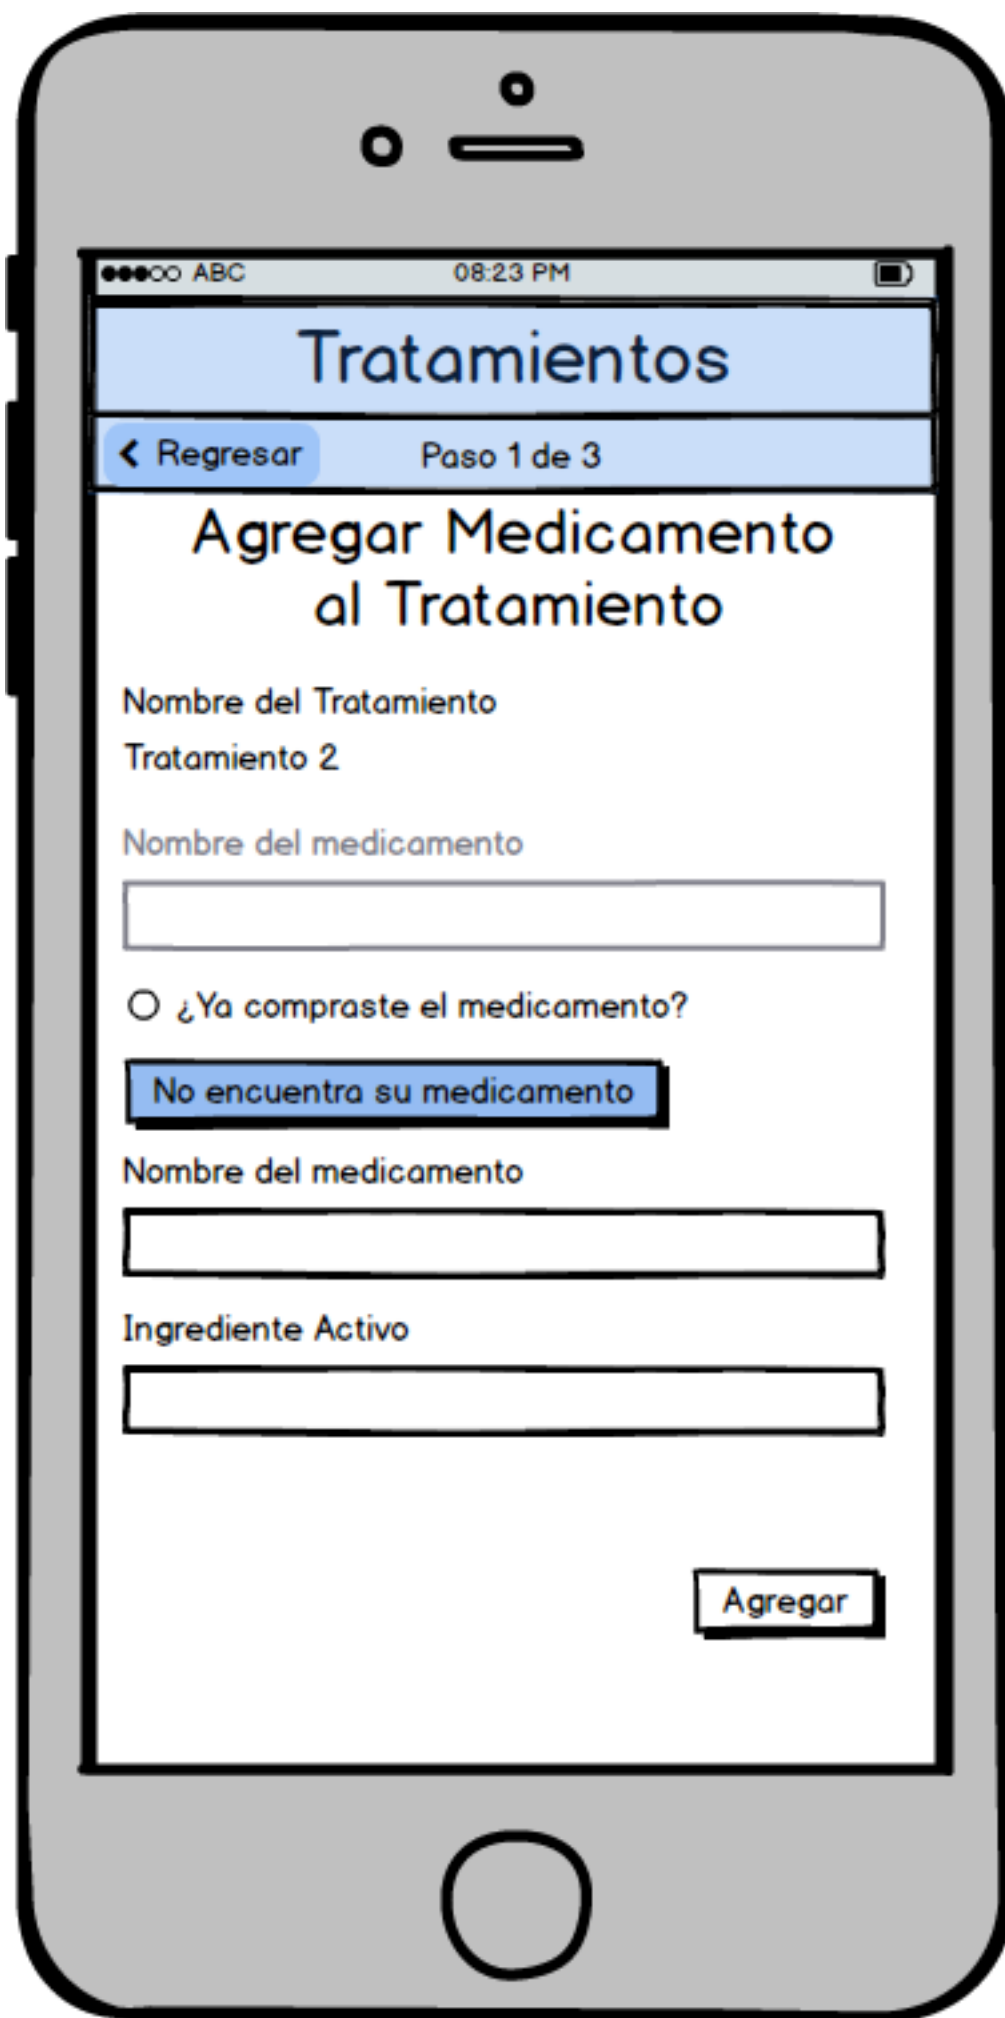 ABC 08:23 PM
Tratamientos
Regresar Paso 1 de 3
Agregar Medicamento
al Tratamiento
Nombre del Tratamiento
Tratamiento 2
Nombre del medicamento
¿Ya compraste el medicamento?
No encuentra su medicamento
Nombre del medicamento
Ingrediente Activo
Agregar